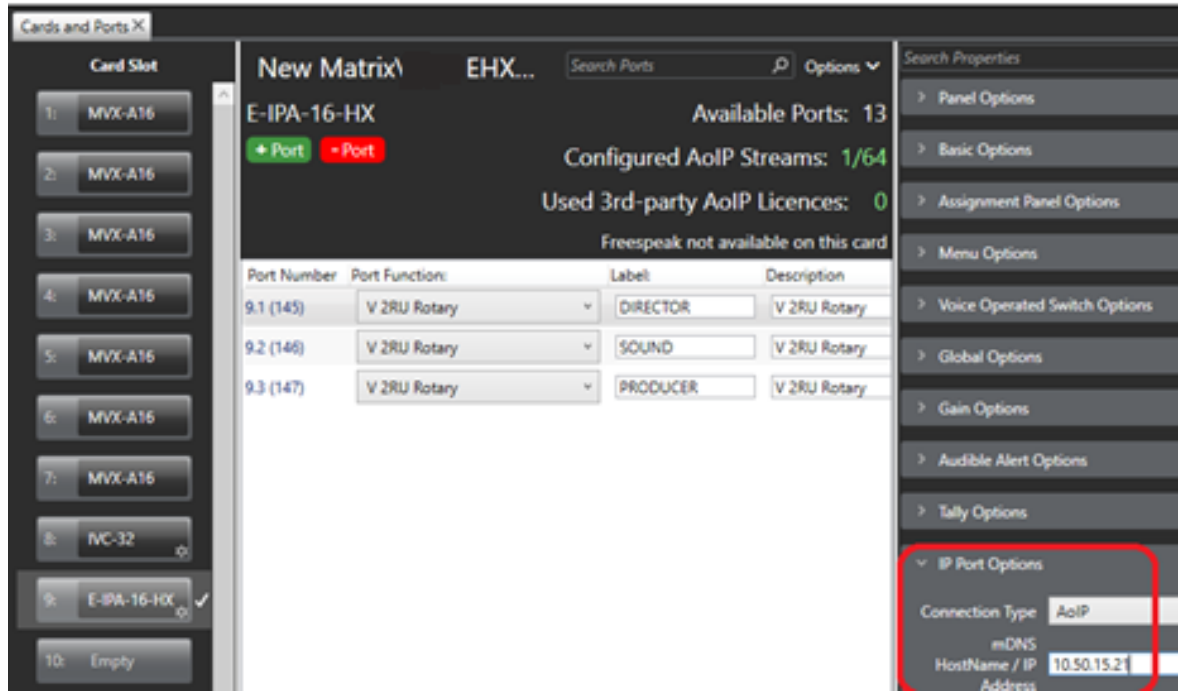 Cards and Ports X
Card Slot
1: MVX-A16
2: MVX-A16
3: MVX-A16
4: MVX-A16
5: MVX-A16
6: MVX-A16
7: MVX-A16
8: IVC-32
9: E-IPA-16-HX
10: Empty
New Matrix\ EHX...
Search Ports
Options
E-IPA-16-HX
Available Ports: 13
+ Port
- Port
Configured AoIP Streams: 1/64
Used 3rd-party AoIP Licences: 0
Freespeak not available on this card
Port Number Port Function: Label: Description
9.1 (145) V 2RU Rotary DIRECTOR V 2RU Rotary
9.2 (146) V 2RU Rotary SOUND V 2RU Rotary
9.3 (147) V 2RU Rotary PRODUCER V 2RU Rotary
Search Properties
Panel Options
Basic Options
Assignment Panel Options
Menu Options
Voice Operated Switch Options
Global Options
Gain Options
Audible Alert Options
Tally Options
IP Port Options
Connection Type AoIP
mDNS
HostName / IP 10.50.15.21
Address